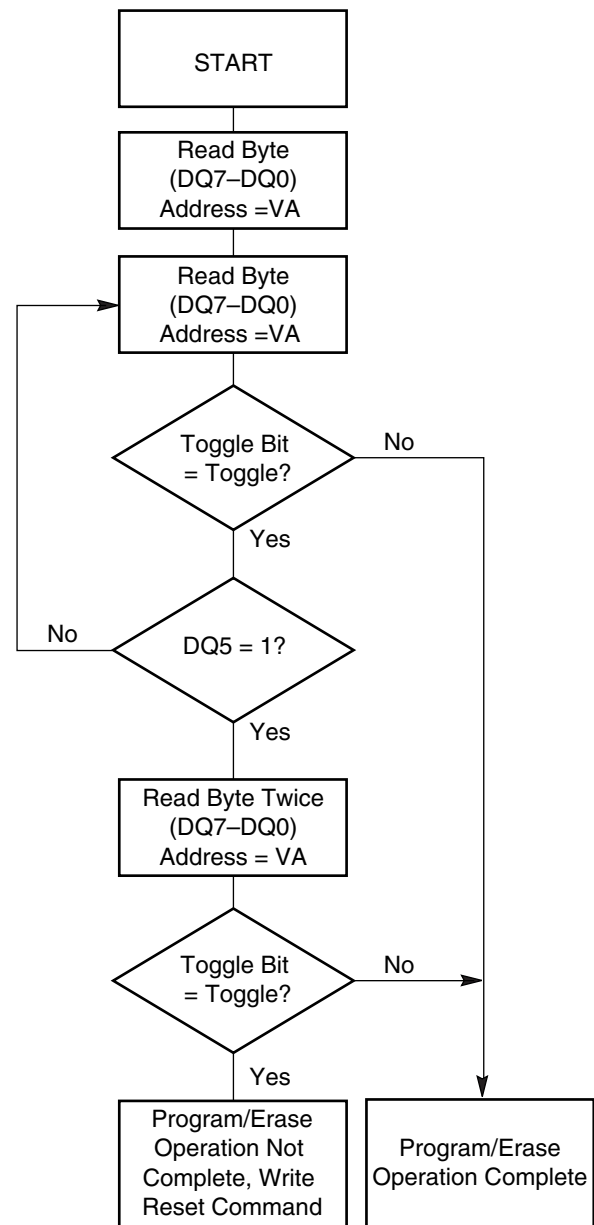 START
Read Byte
(DQ7–DQ0)
Address =VA
Read Byte
(DQ7–DQ0)
Address =VA
Toggle Bit
= Toggle?
No
Yes
No
DQ5 = 1?
Yes
Read Byte Twice
(DQ7–DQ0)
Address = VA
Toggle Bit
= Toggle?
No
Yes
Program/Erase
Operation Not
Complete, Write
Reset Command
Program/Erase
Operation Complete